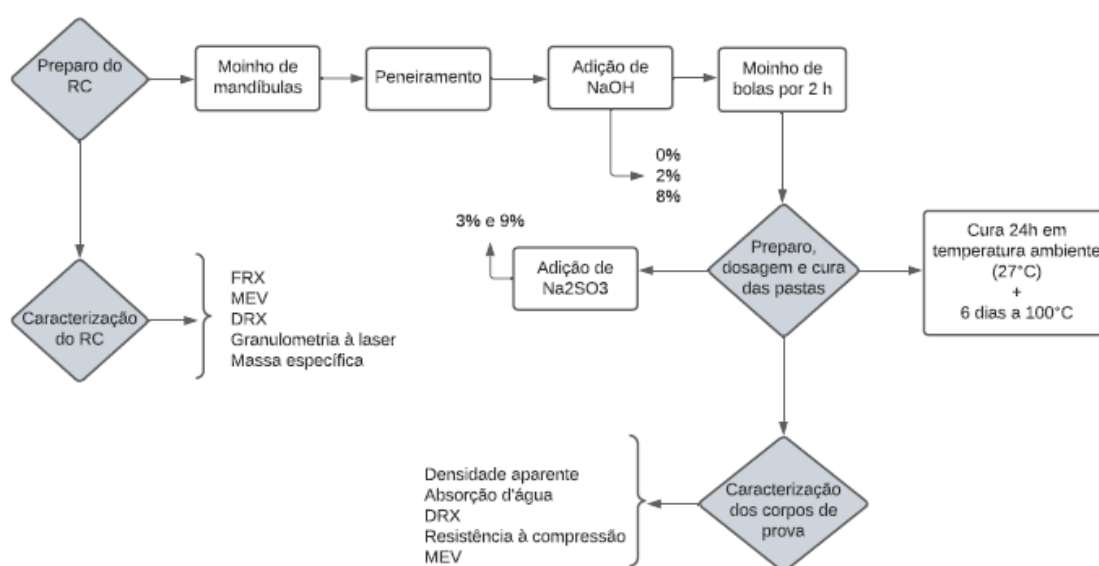 Preparo do
RC
Moinho de
mandíbulas
Peneiramento
Adição de
NaOH
Moinho de
bolas por 2 h
0%
2%
8%
3% e 9%
Adição de
Na2SO3
Preparo,
dosagem e cura
das pastas
Cura 24h em
temperatura ambiente
(27°C)
+
6 dias a 100°C
Caracterização
do RC
FRX
MEV
DRX
Granulometria à laser
Massa específica
Densidade aparente
Absorção d'água
DRX
Resistência à compressão
MEV
Caracterização
dos corpos de
prova